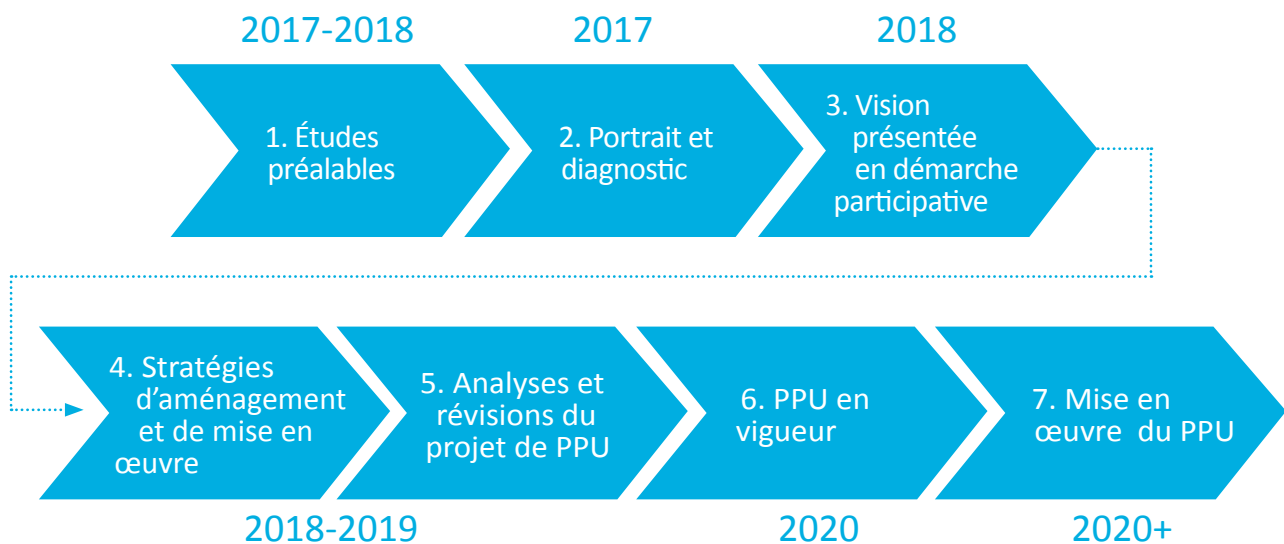 2017-2018
2017
2018
1. Études
préalables
2. Portrait et
diagnostic
3. Vision
présentée
en démarche
participative
4. Stratégies
d’aménagement
et de mise en
œuvre
5. Analyses et
révisions du
projet de PPU
6. PPU en
vigueur
7. Mise en
œuvre du PPU
2018-2019
2020
2020+